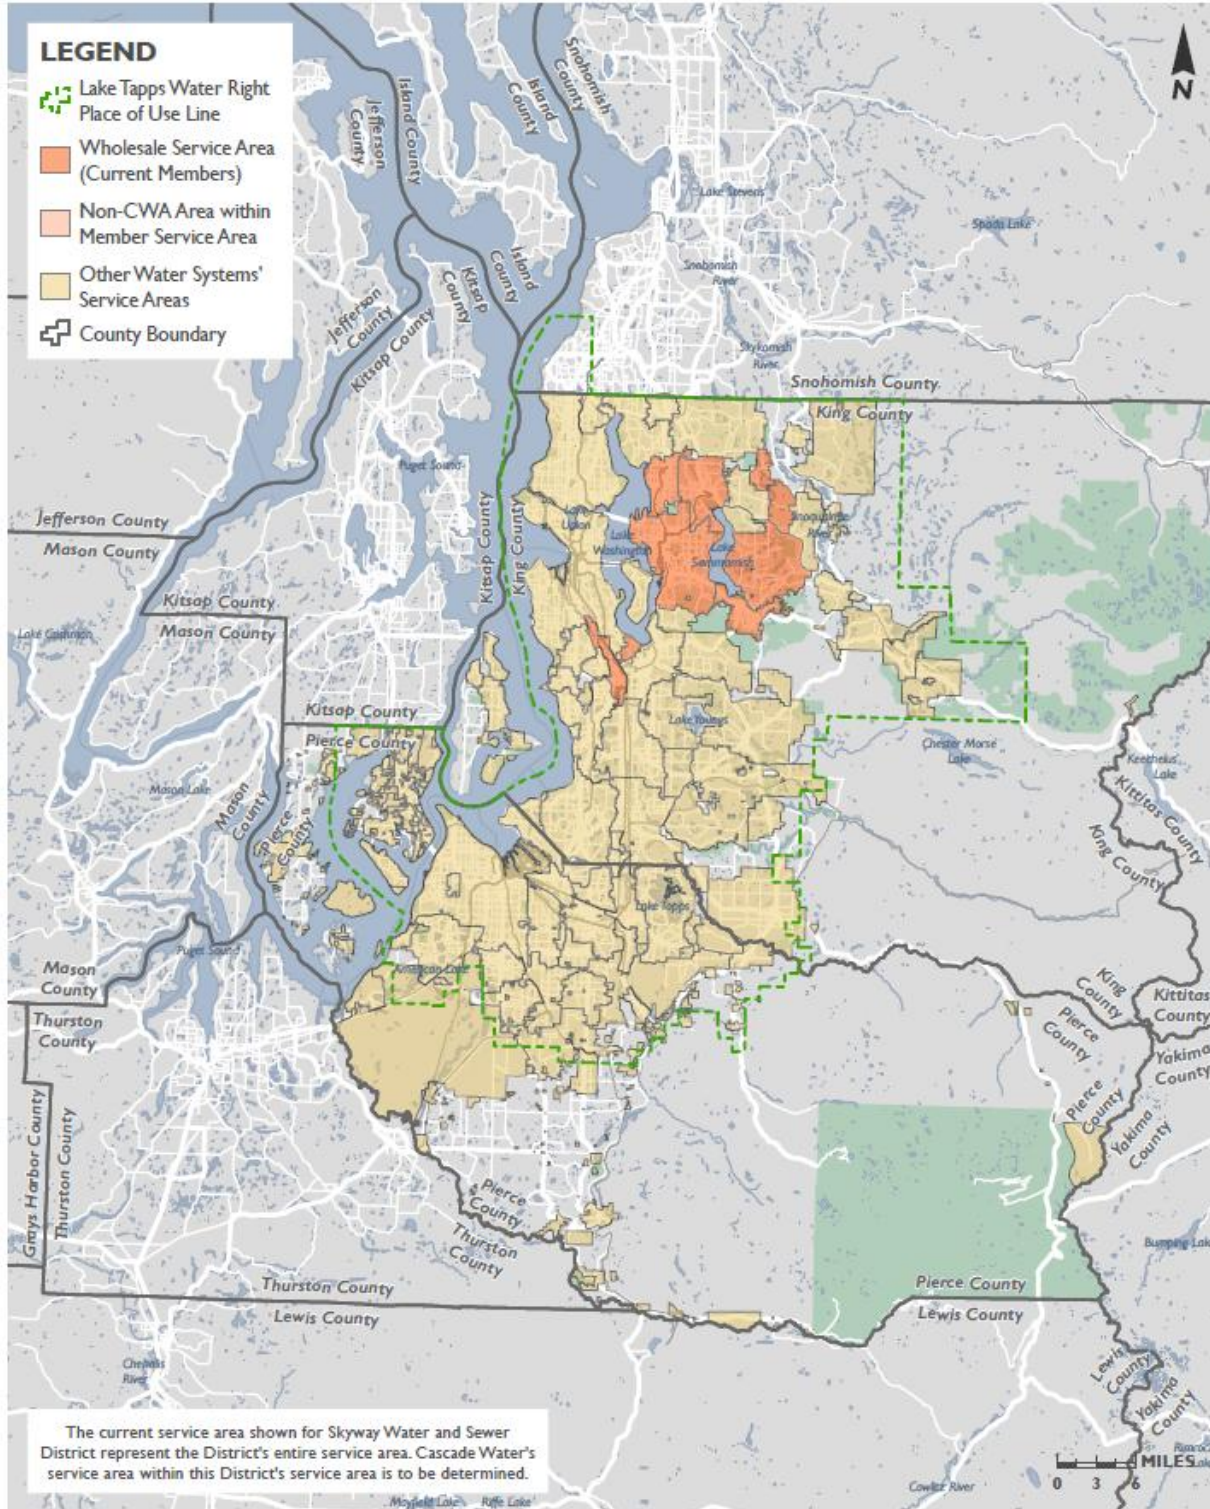 LEGEND
Lake Tapps Water Right
Place of Use Line
Wholesale Service Area
(Current Members)
Non-CWA Area within
Member Service Area
Other Water Systems'
Service Areas
County Boundary
N
Snohomish
County
Island
County
Island County
Jefferson
County
Lake Stevens
Spada Lake
Snohomish
River
Island
County
Kitsap
County
Jefferson
County
Kitsap County
Skykomish
River
Snohomish County
King County
Puget Sound
Kitsap County
King County
Jefferson County
Mason County
Lake
Union
Lake
Washington
Lake
Sammamish
Snoqualmie
River
Kitsap County
Mason County
Lake Cushman
Kitsap County
Pierce County
Lake Youngs
Chester Morse
Lake
Keechelus
Lake
Kittitas County
King County
Mason Lake
Mason
County
Pierce
County
Lake Tapps
Puget Sound
American Lake
Mason
County
Thurston
County
King
County
Kittitas
County
Pierce
County
Yakima
County
Pierce
County
Yakima
County
Grays Harbor County
Thurston County
Pierce
County
Thurston
County
Bumping Lake
Thurston County
Lewis County
Pierce County
Lewis County
Chehalis
River
Lewis
County
Yakima
County
The current service area shown for Skyway Water and Sewer
District represent the District's entire service area. Cascade Water's
service area within this District's service area is to be determined.
MILES
0 3 6
Cowlitz River
Mayfield Lake
Riffe Lake